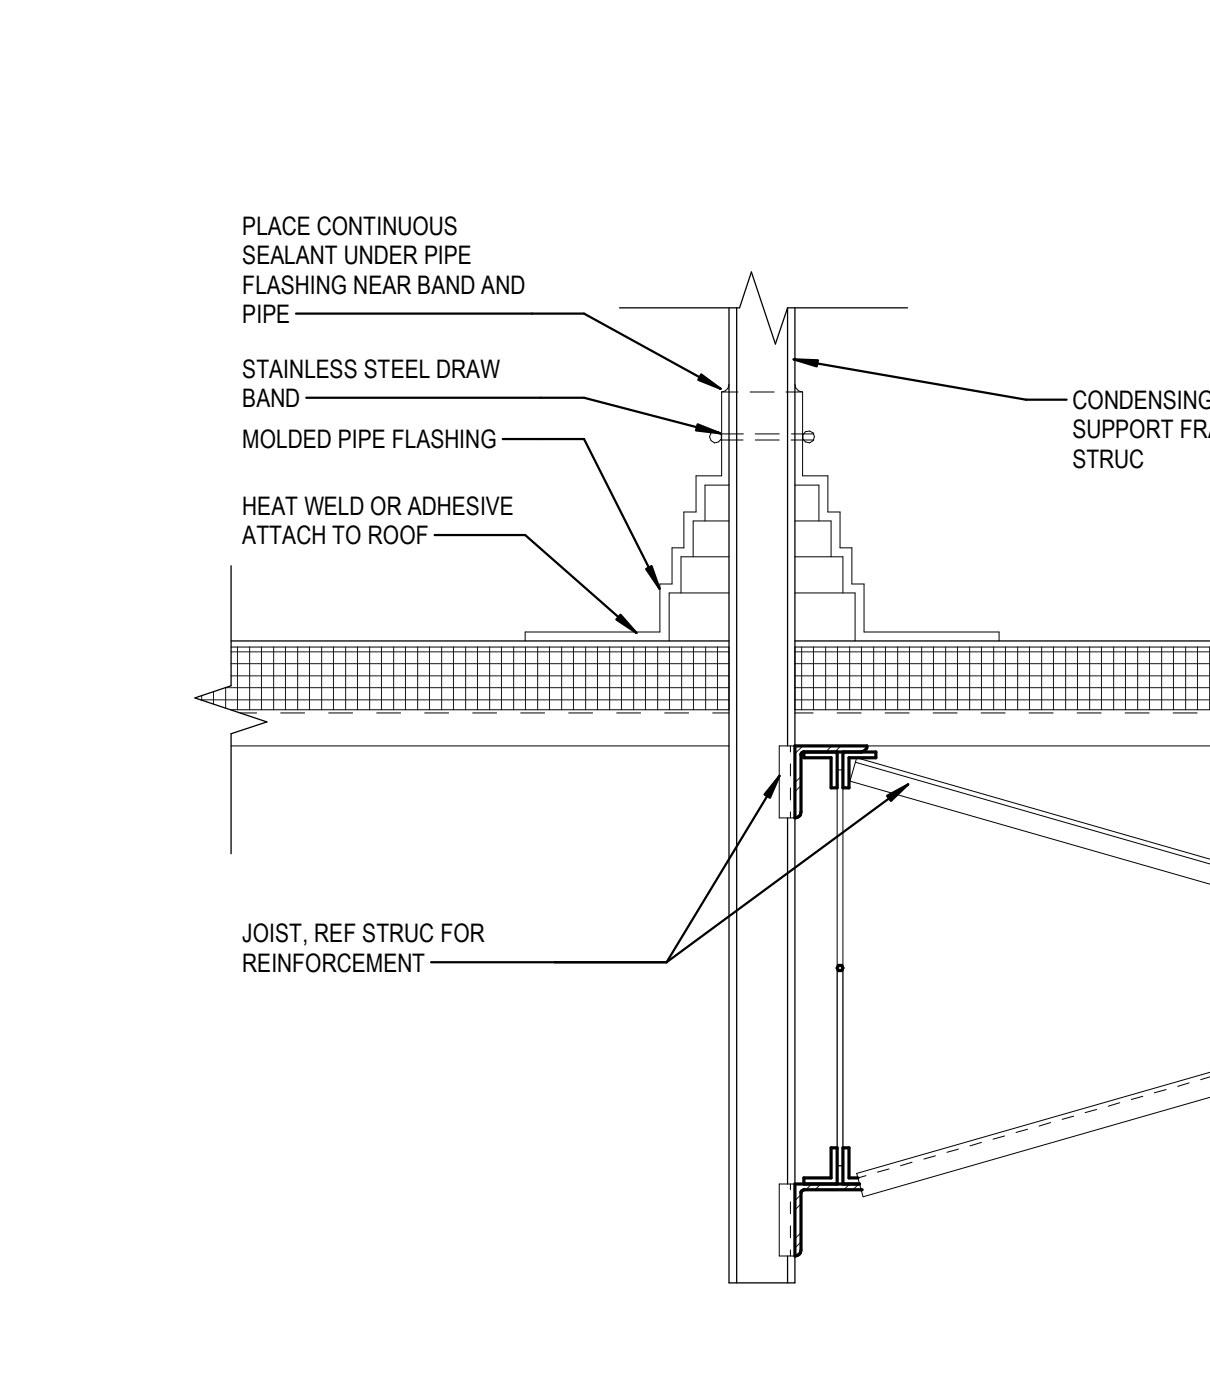 PLACE CONTINUOUS
SEALANT UNDER PIPE
FLASHING NEAR BAND AND
PIPE
STAINLESS STEEL DRAW
BAND
MOLDED PIPE FLASHING
HEAT WELD OR ADHESIVE
ATTACH TO ROOF
CONDENSING
SUPPORT
STRUC
JOIST, REF STRUC FOR
REINFORCEMENT